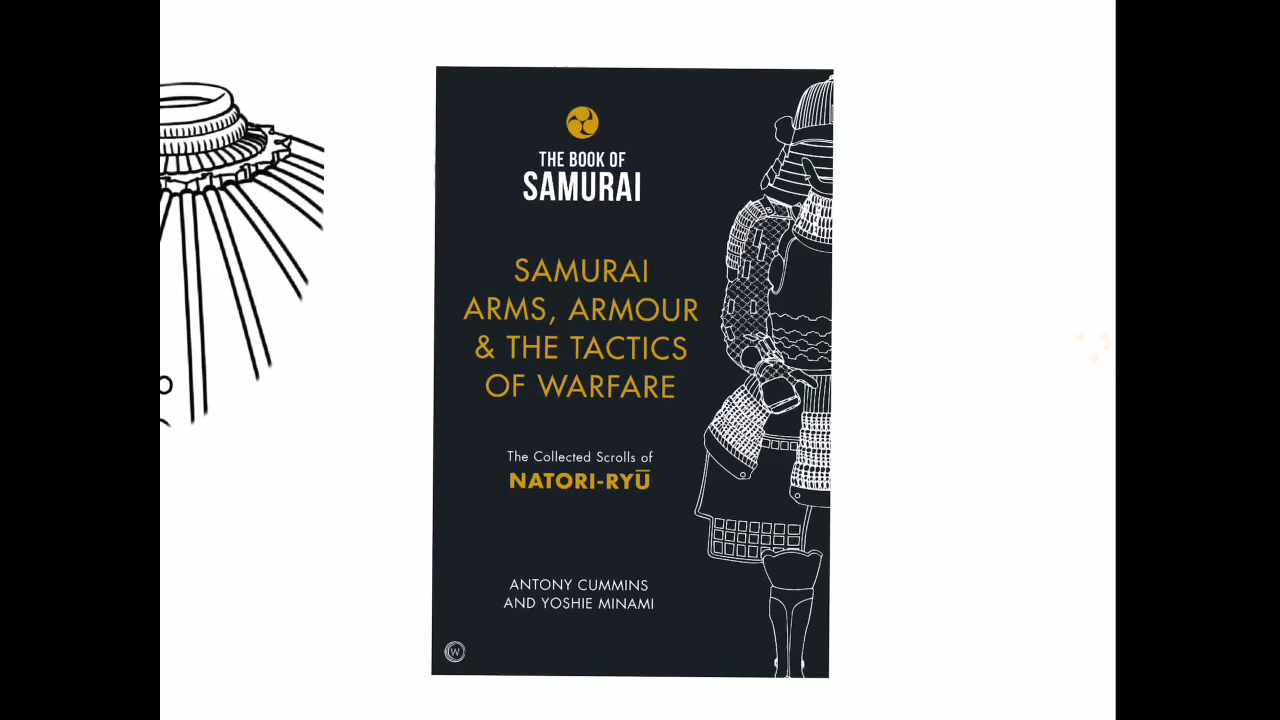 THE BOOK OF
SAMURAI
SAMURAI
ARMS, ARMOUR
& THE TACTICS
OF WARFARE
The Collected Scrolls of
NATORI-RYŪ
ANTONY CUMMINS
AND YOSHIE MINAMI
W
o